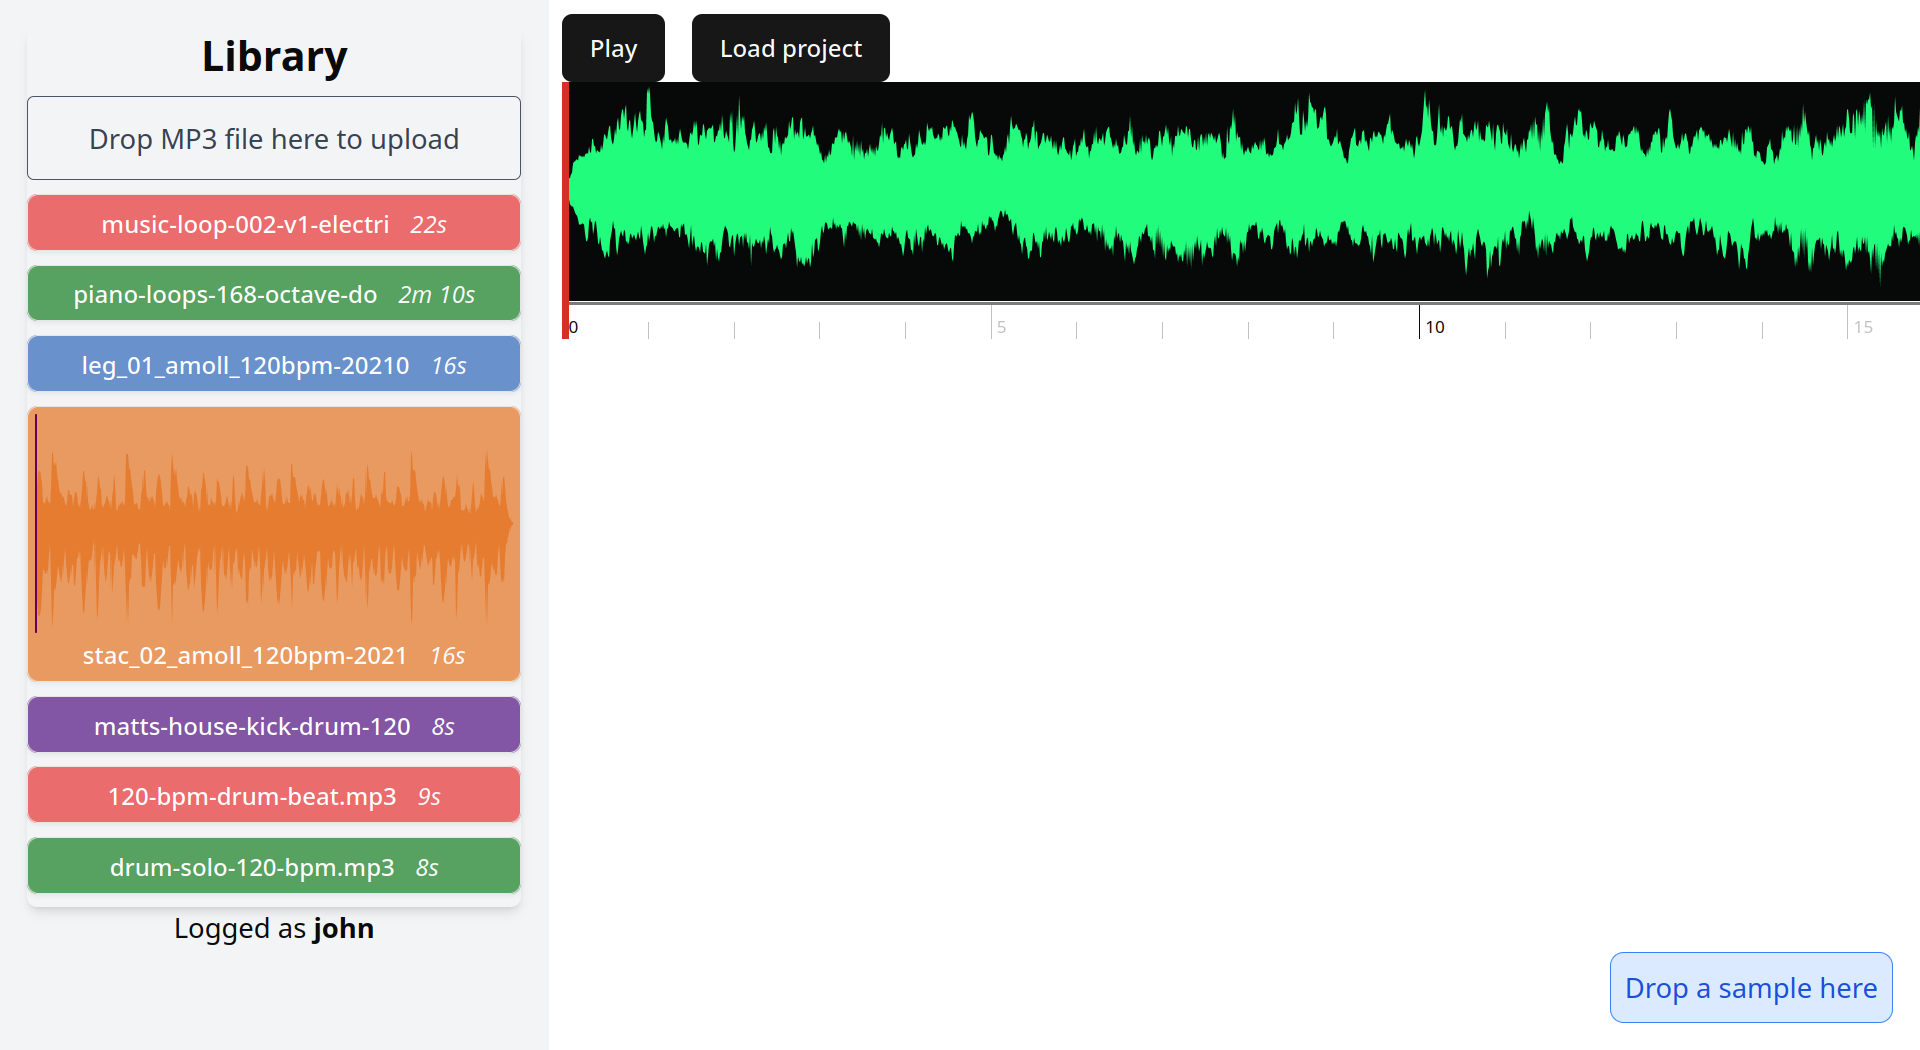 Library
Drop MP3 file here to upload
music-loop-002-v1-electri 22s
piano-loops-168-octave-do 2m 10s
leg_01_amoll_120bpm-20210 16s
stac_02_amoll_120bpm-2021 16s
matts-house-kick-drum-120 8s
120-bpm-drum-beat.mp3 9s
drum-solo-120-bpm.mp3 8s
Logged as john
Play Load project
0 5 10 15
Drop a sample here